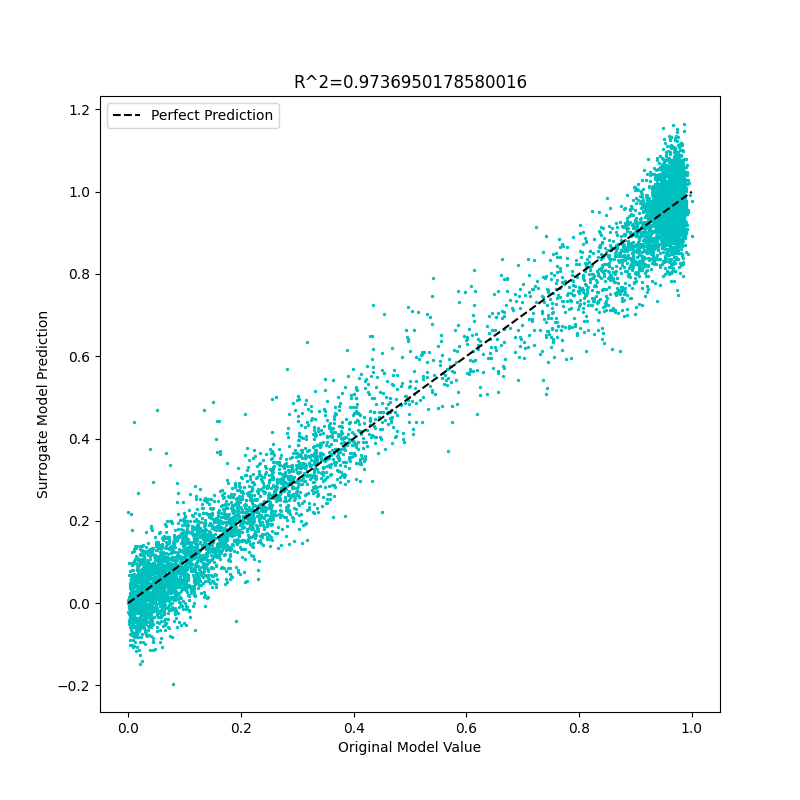 R^2=0.9736950178580016
Perfect Prediction
1.2
1.0
0.8
0.6
0.4
0.2
0.0
−0.2
Surrogate Model Prediction
0.0 0.2 0.4 0.6 0.8 1.0
Original Model Value